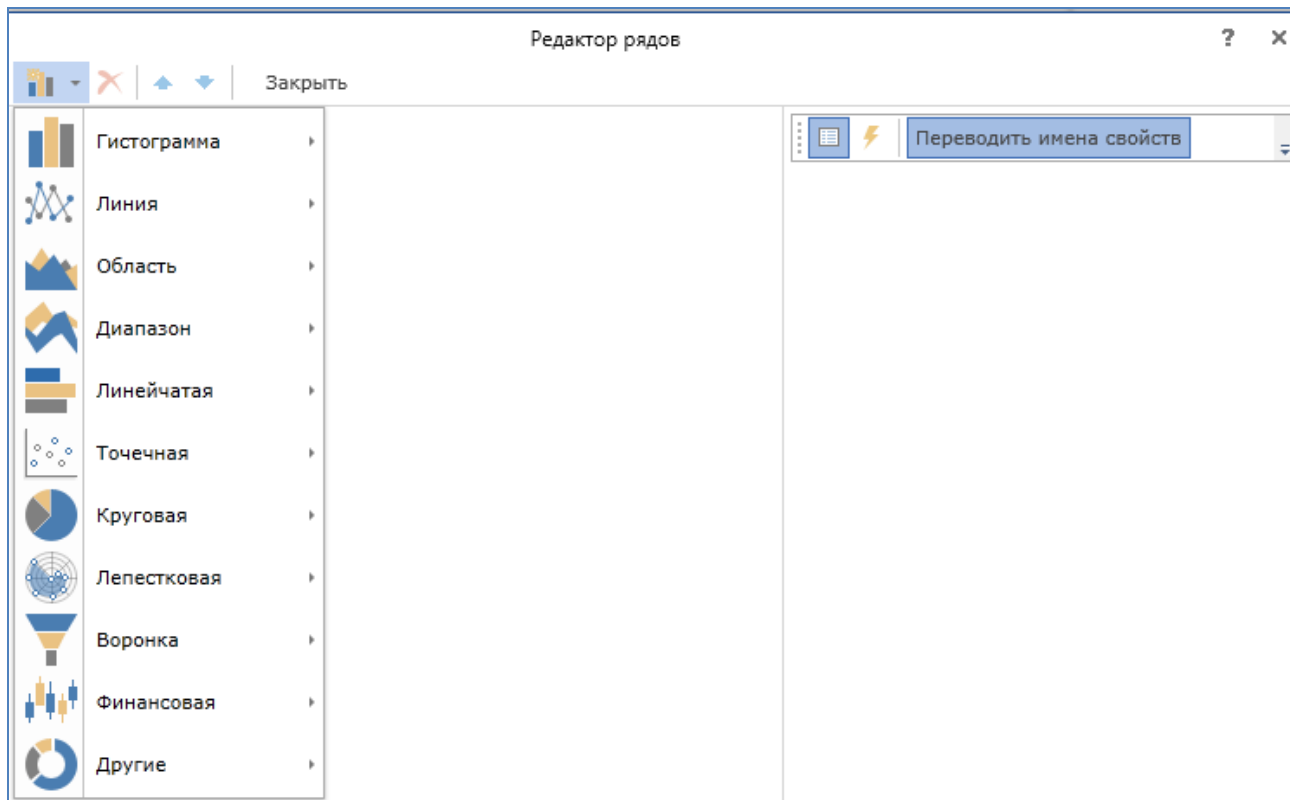 Редактор рядов
Закрыть
Гистограмма
Линия
Область
Диапазон
Линейчатая
Точечная
Круговая
Лепестковая
Воронка
Финансовая
Другие
Переводить имена свойств